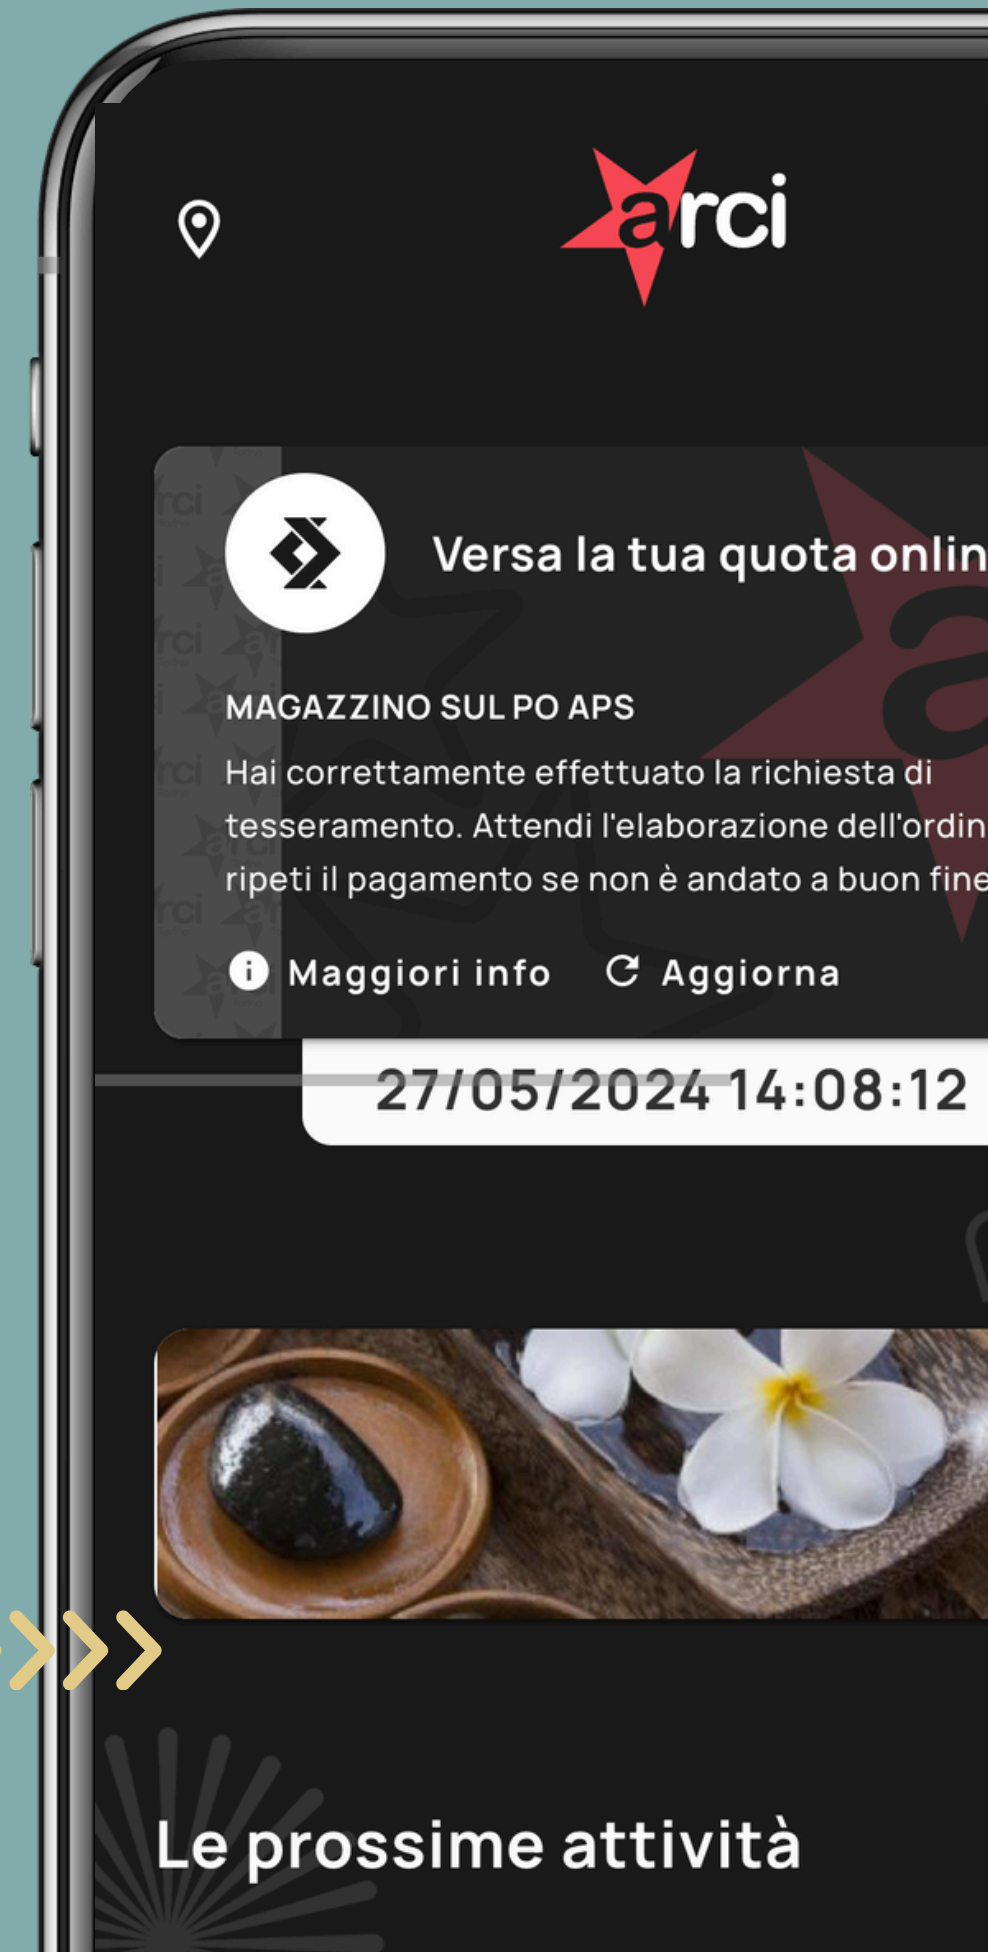 arci
Versa la tua quota onlin
MAGAZZINO SUL PO APS
Hai correttamente effettuato la richiesta di
tesseramento. Attendi l'elaborazione dell'ordin
ripeti il pagamento se non è andato a buon fine
Maggiori info Aggiorna
27/05/2024 14:08:12
Le prossime attività